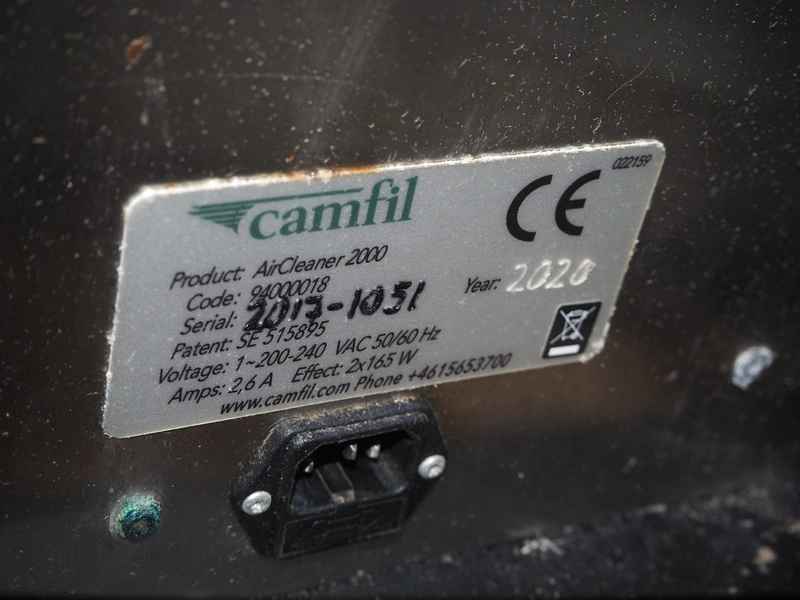 022159
camfil
CE
Product: AirCleaner 2000
Code: 94000018
Serial: 2017-1051
Year: 2020
Patent: SE 515895
Voltage: 1~200-240 VAC 50/60 Hz
Amps: 2,6 A Effect: 2x165 W
www.camfil.com Phone +4615653700